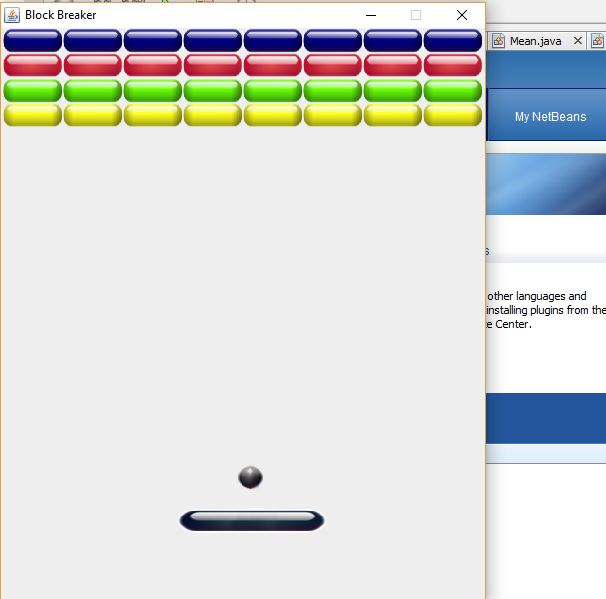 Block Breaker
Mean.java
My NetBeans
s
other languages and
installing plugins from the
e Center.